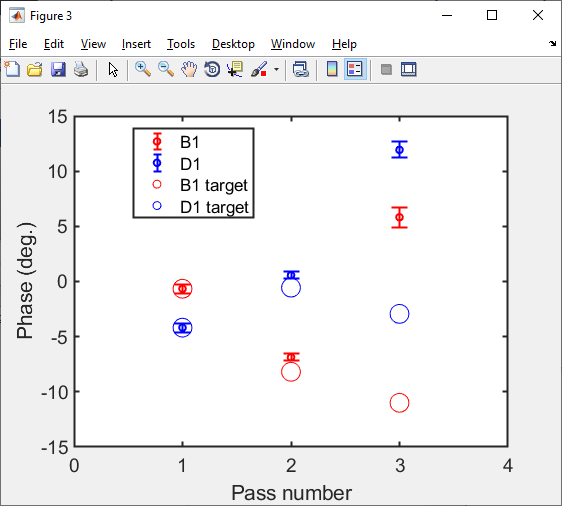 Figure 3
File Edit View Insert Tools Desktop Window Help
15
10
5
0
-5
-10
-15
Phase (deg.)
B1
D1
B1 target
D1 target
0 1 2 3 4
Pass number